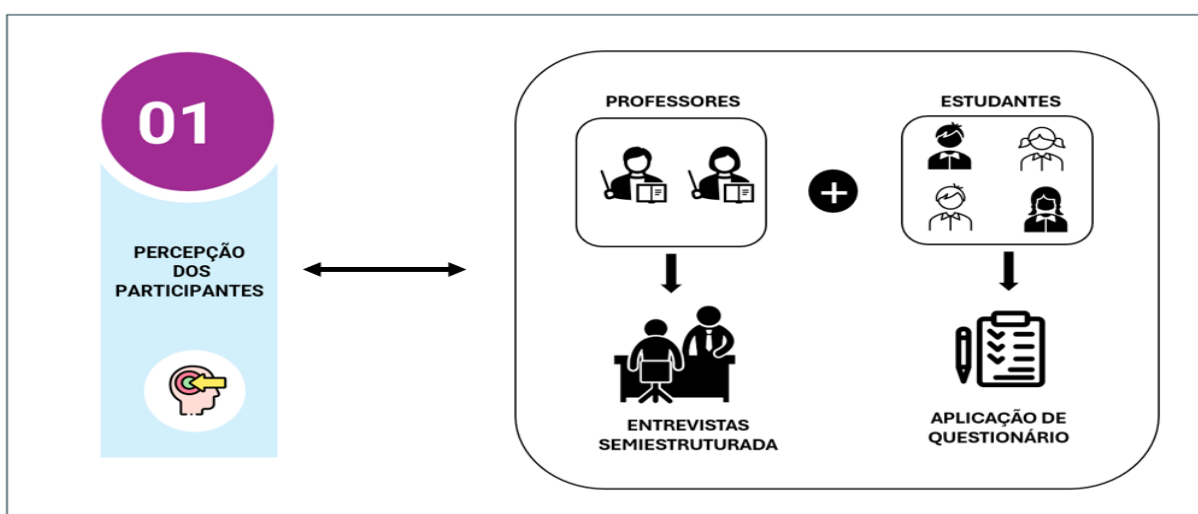 01
PERCEPÇÃO
DOS
PARTICIPANTES
PROFESSORES
ESTUDANTES
ENTREVISTAS
SEMIESTRUTURADA
APLICAÇÃO DE
QUESTIONÁRIO